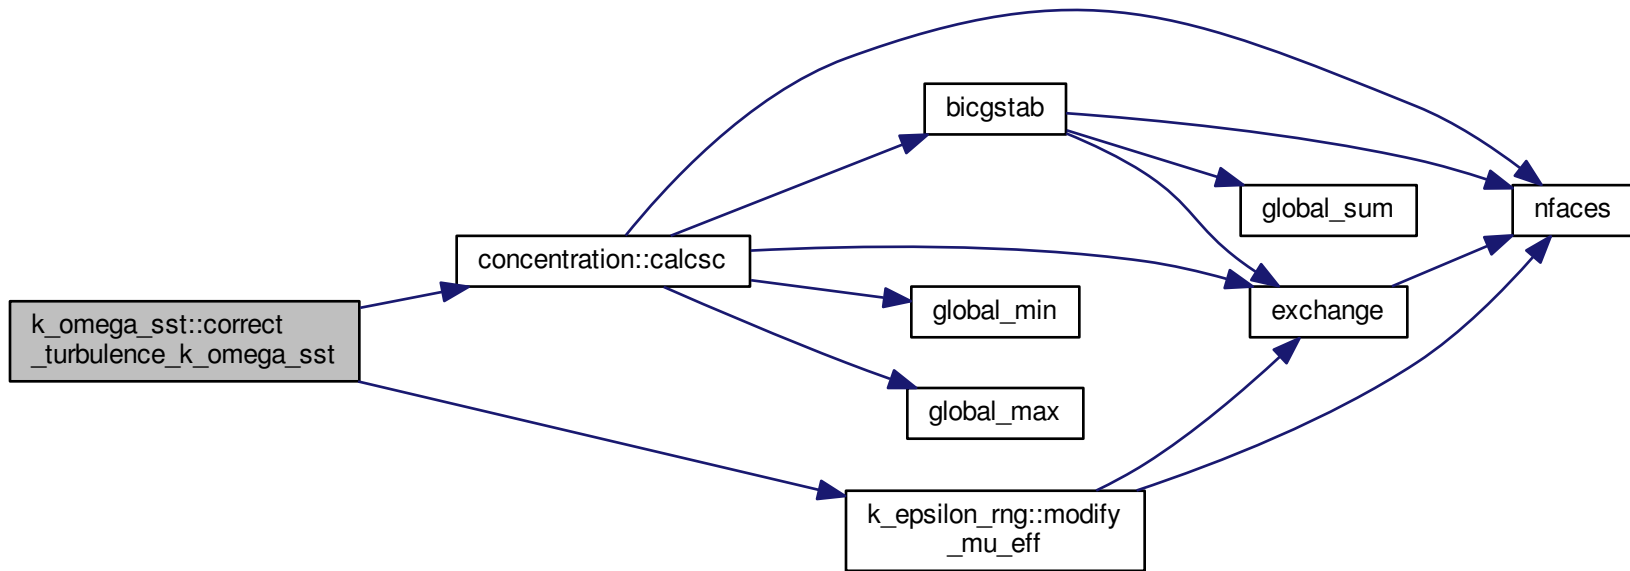 k_omega_sst::correct
_turbulence_k_omega_sst
concentration::calcsc
bicgstab
global_sum
nfaces
exchange
global_min
global_max
k_epsilon_rng::modify
_mu_eff